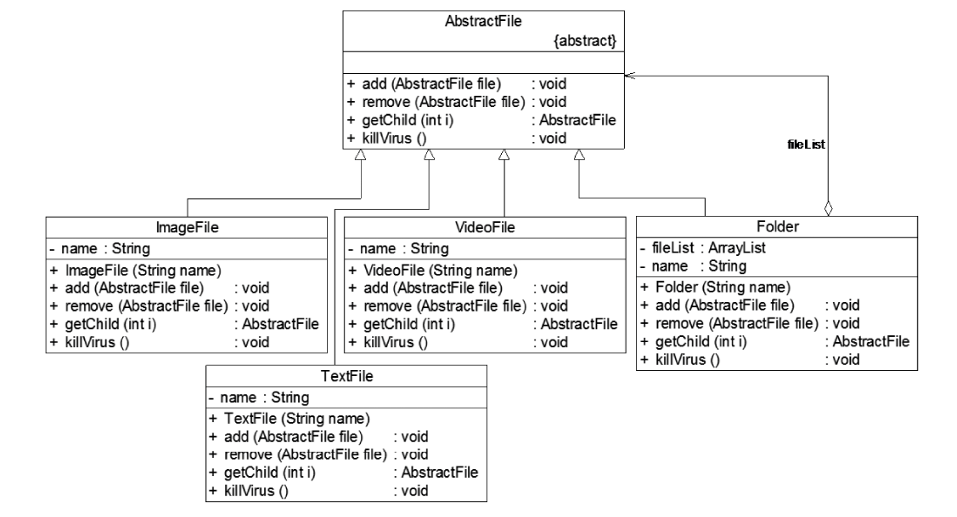 AbstractFile
{abstract}
+ add (AbstractFile file) : void
+ remove (AbstractFile file) : void
+ getChild (int i) : AbstractFile
+ killVirus () : void
fileList
ImageFile
- name : String
+ ImageFile (String name)
+ add (AbstractFile file) : void
+ remove (AbstractFile file) : void
+ getChild (int i) : AbstractFile
+ killVirus () : void
VideoFile
- name : String
+ VideoFile (String name)
+ add (AbstractFile file) : void
+ remove (AbstractFile file) : void
+ getChild (int i) : AbstractFile
+ killVirus () : void
Folder
- fileList : ArrayList
- name : String
+ Folder (String name)
+ add (AbstractFile file) : void
+ remove (AbstractFile file) : void
+ getChild (int i) : AbstractFile
+ killVirus () : void
TextFile
- name : String
+ TextFile (String name)
+ add (AbstractFile file) : void
+ remove (AbstractFile file) : void
+ getChild (int i) : AbstractFile
+ killVirus () : void